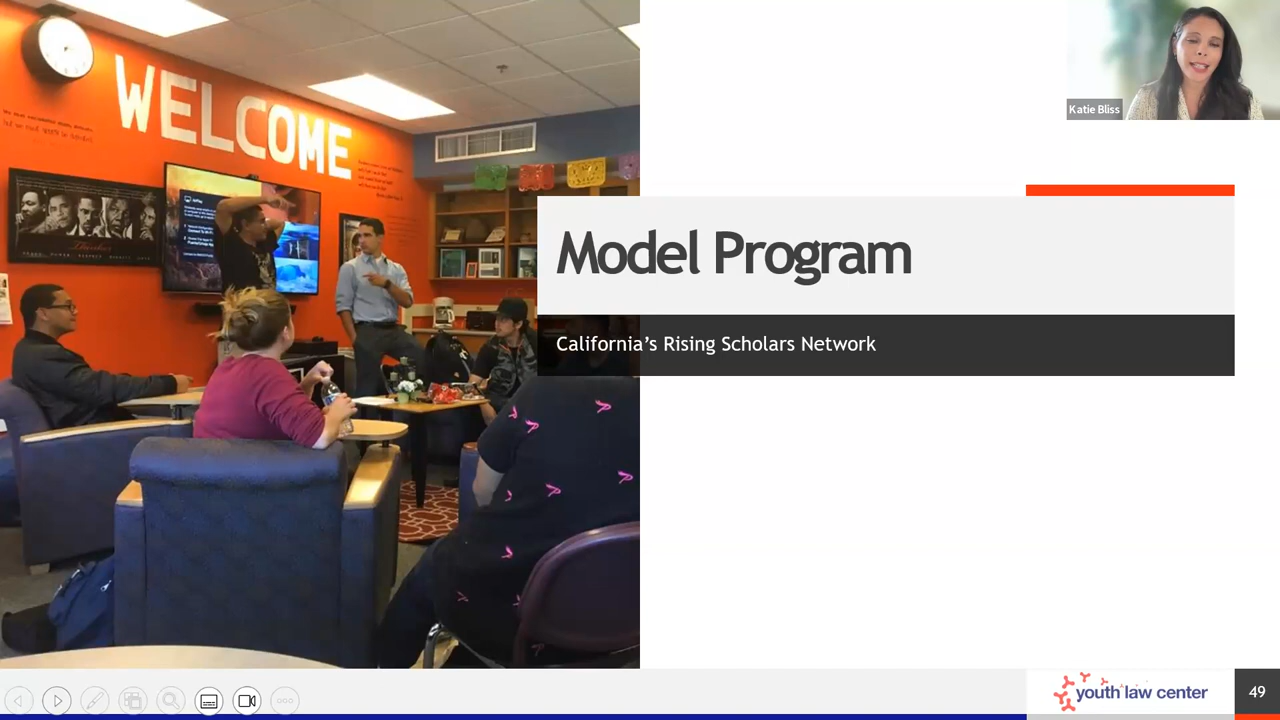 WELCOME
Katie Bliss
Model Program
California's Rising Scholars Network
youth law center
49